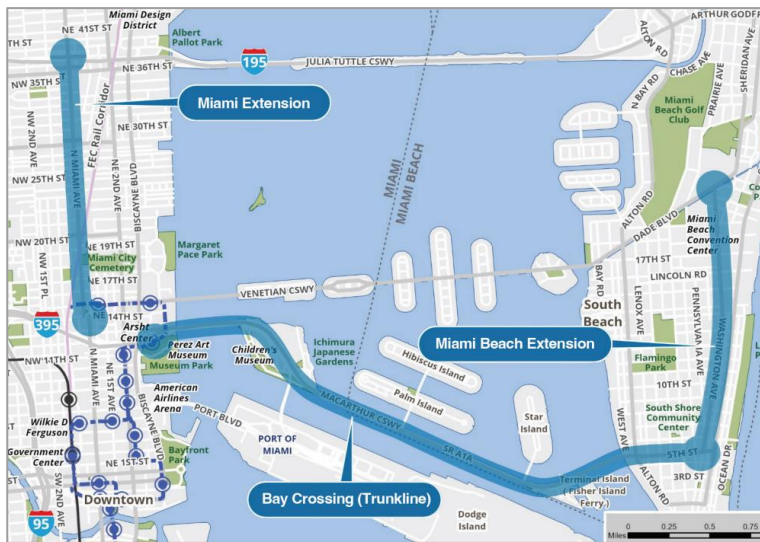 Miami Design
District
NE 41ST ST
Albert
Pallot Park
195
JULIA TUTTLE CSWY
ARTHUR GODFR
ALTON RD
SHERIDAN AVE
CHASE AVE
PRAIRIE AVE
N BAY RD
NE 36TH ST
NW 35TH ST
Miami Extension
FEC Rail Corridor
NW 2ND AVE
N MIAMI AVE
NE 30TH ST
NE 2ND AVE
BISCAYNE BLVD
Miami
Beach Golf
Club
MIAMI
MIAMI BEACH
NW 25TH ST
ALTON RD
DADE BLVD
Miami
Beach
Convention
Center
NW 20TH ST
NE 19TH ST
Margaret
Pace Park
Miami City
Cemetery
NE 17TH ST
NW 1ST PL
17TH ST
LINCOLN RD
BAY RD
VENETIAN CSWY
South
Beach
LENOX AVE
PENNSYLVANIA AVE
WASHINGTON AVE
395
NE 14TH ST
Arsht
Center
Perez Art
Museum
Museum Park
Children's
Museum
Ichimura
Japanese
Gardens
Miami Beach Extension
NW 11TH ST
Hibiscus Island
Flamingo
Park
10TH ST
N MIAMI AVE
NE 1ST AVE
American
Airlines
Arena
BISCAYNE BLVD
PORT BLVD
MACARTHUR CSWY
Palm Island
Star
Island
WEST AVE
South Shore
Community
Center
Wilkie D
Ferguson
Government
Center
Bayfront
Park
NE 1ST ST
PORT OF
MIAMI
SR A1A
5TH ST
3RD ST
ALTON RD
OCEAN DR
SW 2ND AVE
Downtown
Bay Crossing (Trunkline)
Terminal Island
(Fisher Island
Ferry)
Dodge
Island
95
0 0.25 0.5 0.75
Miles